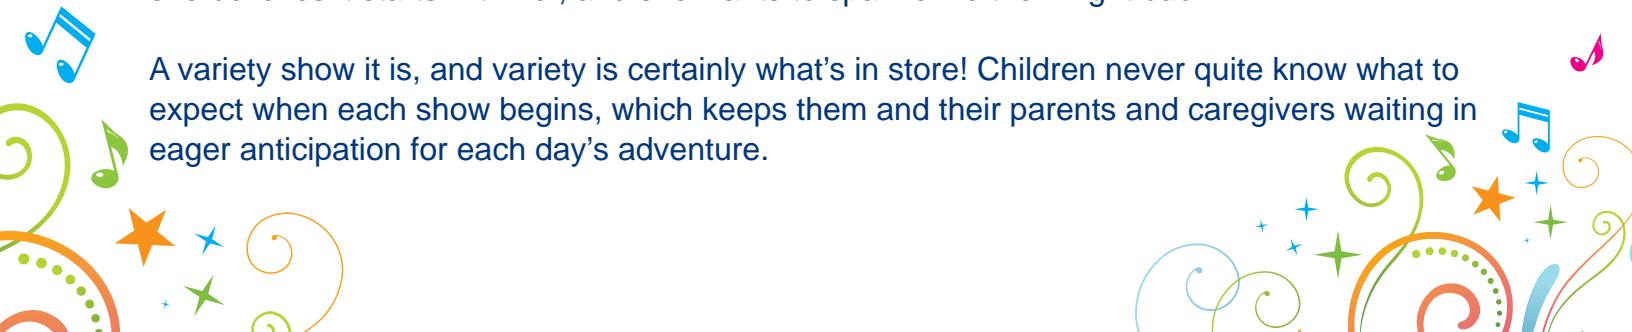 A variety show it is, and variety is certainly what's in store! Children never quite know what to
expect when each show begins, which keeps them and their parents and caregivers waiting in
eager anticipation for each day's adventure.